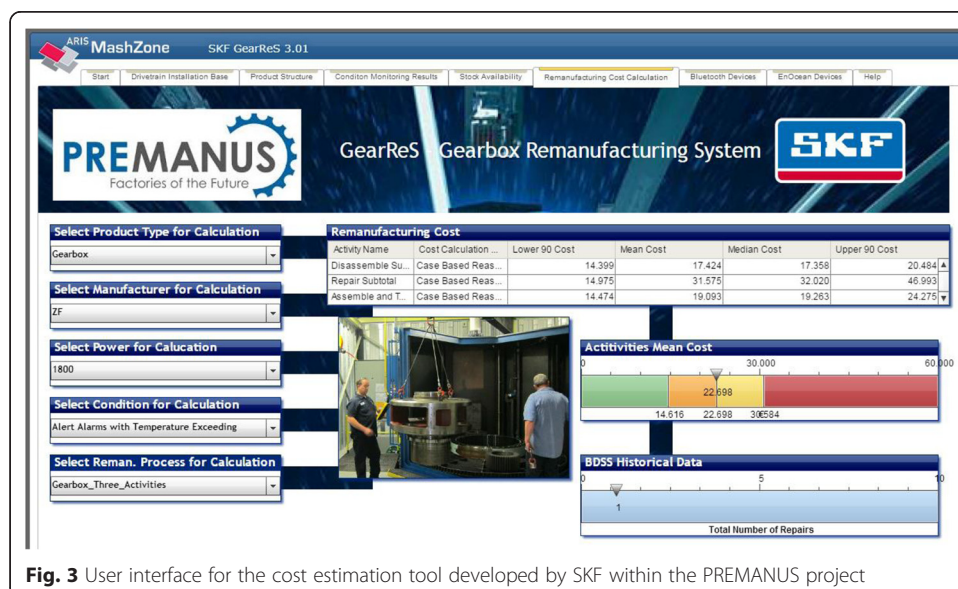 ARIS MashZone SKF GearReS 3.01
Start Drivetrain Installation Base Product Structure Conditon Monitoring Results Stock Availability Remanufacturing Cost Calculation Bluetooth Devices EnOcean Devices Help
PREMANUS
Factories of the Future
GearReS Gearbox Remanufacturing System
SKF
Select Product Type for Calculation
Gearbox
Select Manufacturer for Calculation
ZF
Select Power for Calucation
1800
Select Condition for Calculation
Alert Alarms with Temperature Exceeding
Select Reman. Process for Calculation
Gearbox_Three_Activities
Remanufacturing Cost
Activity Name Cost Calculation ... Lower 90 Cost Mean Cost Median Cost Upper 90 Cost
Disassemble Su... Case Based Reas... 14.399 17.424 17.358 20.484
Repair Subtotal Case Based Reas... 14.975 31.575 32.020 46.993
Assemble and T... Case Based Reas... 14.474 19.093 19.263 24.275
Actitivities Mean Cost
0 30.000 60.000
22.698
14.616 22.698 30.584
BDSS Historical Data
0 5 10
1
Total Number of Repairs
Fig. 3 User interface for the cost estimation tool developed by SKF within the PREMANUS project